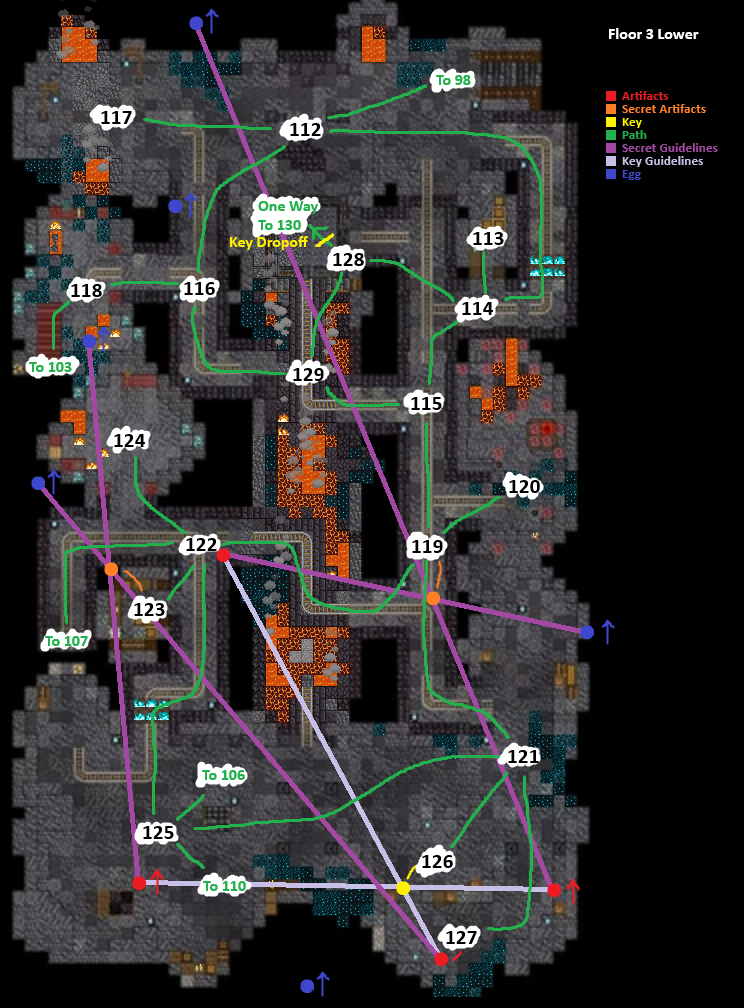 Floor 3 Lower
Artifacts
Secret Artifacts
Key
Path
Secret Guidelines
Key Guidelines
Egg
To 98
117
112
One Way
To 130
Key Dropoff
113
128
118
116
114
To 103
129
115
124
120
122
119
123
To 107
121
To 106
125
126
To 110
127